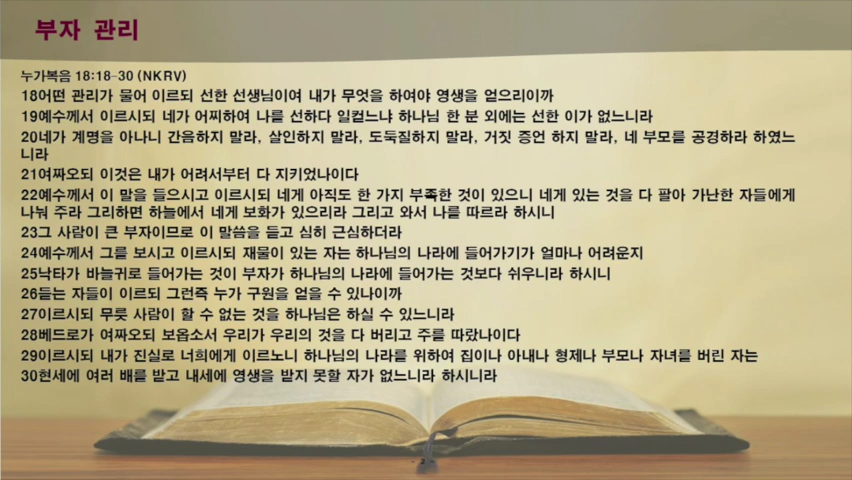 부자 관리
누가복음 18:18-30 (NKRV)
18어떤 관리가 물어 이르되 선한 선생님이여 내가 무엇을 하여야 영생을 얻으리이까
19예수께서 이르시되 네가 어찌하여 나를 선하다 일컫느냐 하나님 한 분 외에는 선한 이가 없느니라
20네가 계명을 아나니 간음하지 말라, 살인하지 말라, 도둑질하지 말라, 거짓 증언 하지 말라, 네 부모를 공경하라 하였느
니라
21여짜오되 이것은 내가 어려서부터 다 지키었나이다
22예수께서 이 말을 들으시고 이르시되 네게 아직도 한 가지 부족한 것이 있으니 네게 있는 것을 다 팔아 가난한 자들에게
나눠 주라 그리하면 하늘에서 네게 보화가 있으리라 그리고 와서 나를 따르라 하시니
23그 사람이 큰 부자이므로 이 말씀을 듣고 심히 근심하더라
24예수께서 그를 보시고 이르시되 재물이 있는 자는 하나님의 나라에 들어가기가 얼마나 어려운지
25낙타가 바늘귀로 들어가는 것이 부자가 하나님의 나라에 들어가는 것보다 쉬우니라 하시니
26듣는 자들이 이르되 그런즉 누가 구원을 얻을 수 있나이까
27이르시되 무릇 사람이 할 수 없는 것을 하나님은 하실 수 있느니라
28베드로가 여짜오되 보옵소서 우리가 우리의 것을 다 버리고 주를 따랐나이다
29이르시되 내가 진실로 너희에게 이르노니 하나님의 나라를 위하여 집이나 아내나 형제나 부모나 자녀를 버린 자는
30현세에 여러 배를 받고 내세에 영생을 받지 못할 자가 없느니라 하시니라